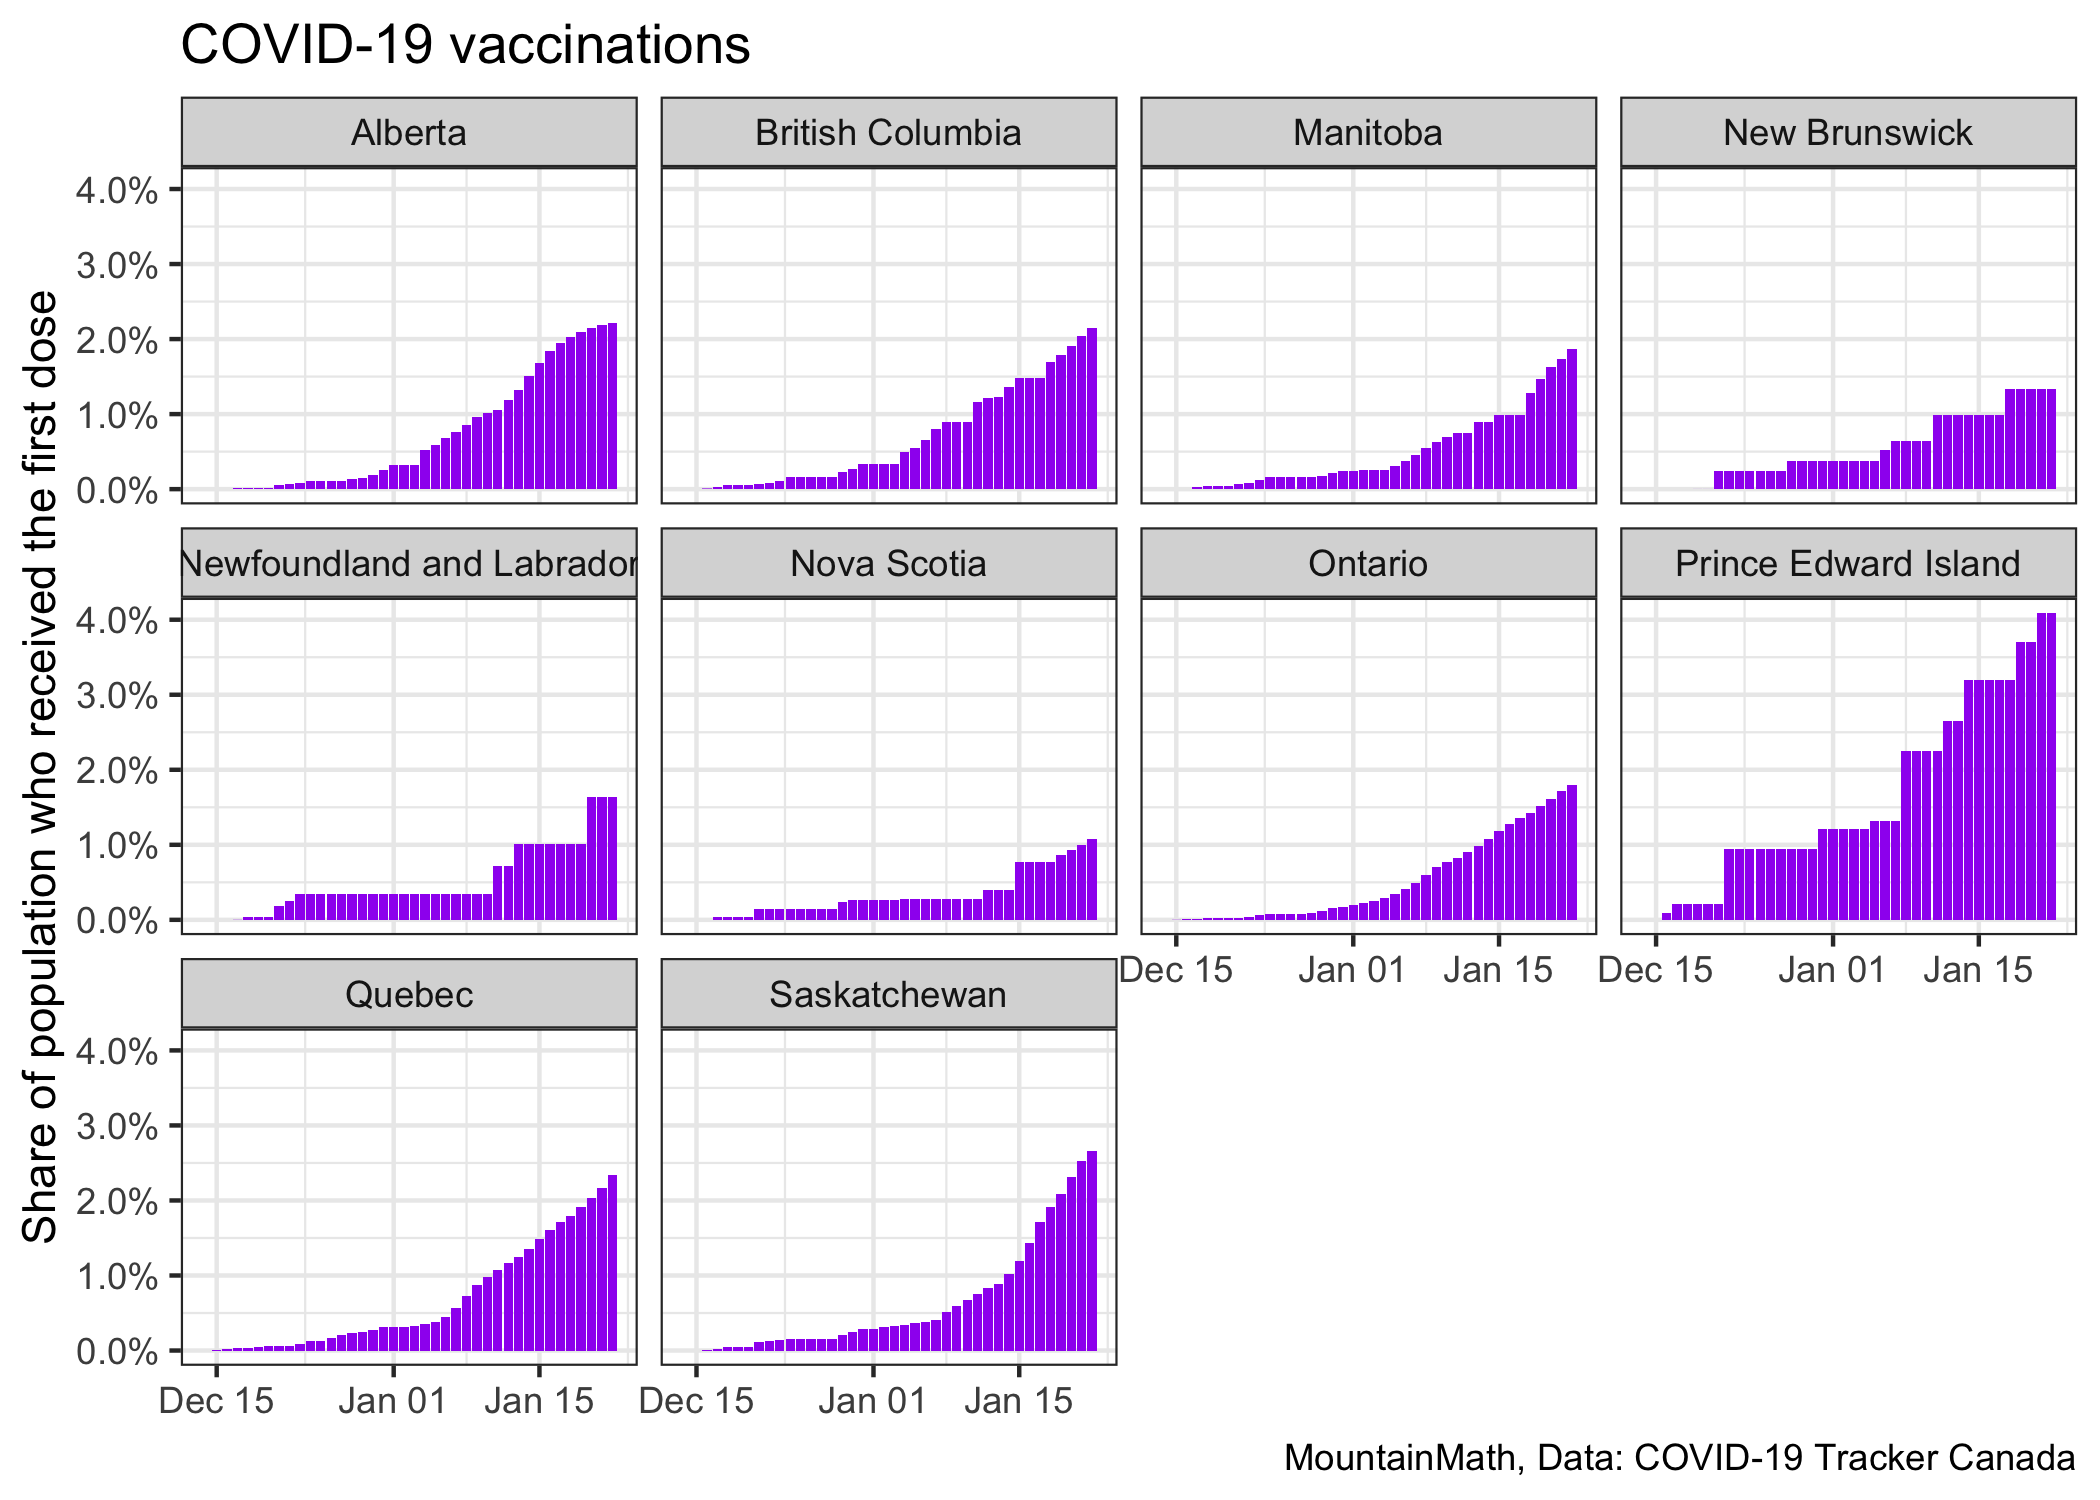 COVID-19 vaccinations
Share of population who received the first dose
Alberta
British Columbia
Manitoba
New Brunswick
4.0%
3.0%
2.0%
1.0%
0.0%
Newfoundland and Labrador
Nova Scotia
Ontario
Prince Edward Island
4.0%
3.0%
2.0%
1.0%
0.0%
Dec 15 Jan 01 Jan 15
Dec 15 Jan 01 Jan 15
Quebec
Saskatchewan
4.0%
3.0%
2.0%
1.0%
0.0%
Dec 15 Jan 01 Jan 15
Dec 15 Jan 01 Jan 15
MountainMath, Data: COVID-19 Tracker Canada